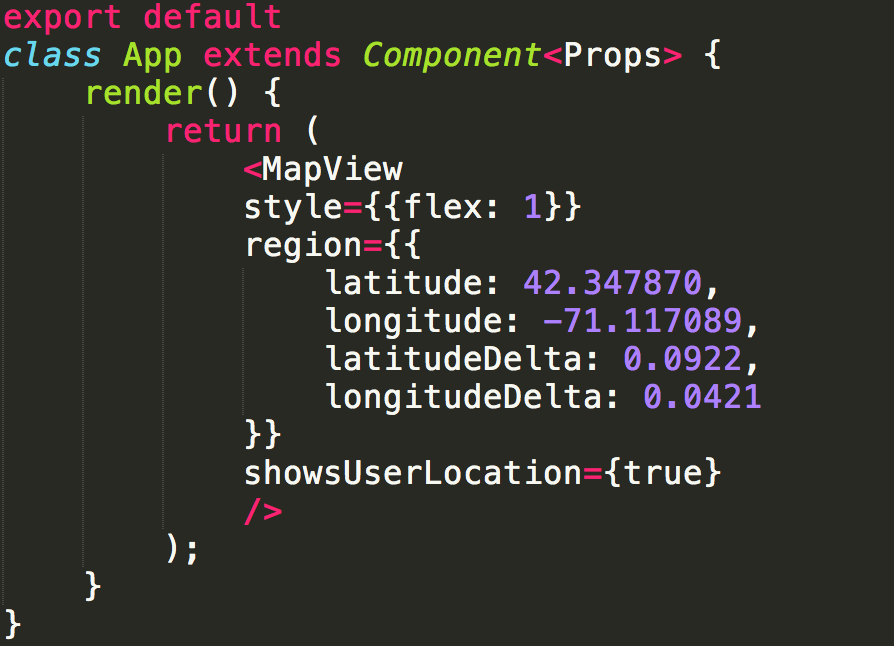 export default
class App extends Component<Props> {
    render() {
        return (
            <MapView
            style={{flex: 1}}
            region={{
                latitude: 42.347870,
                longitude: -71.117089,
                latitudeDelta: 0.0922,
                longitudeDelta: 0.0421
            }}
            showsUserLocation={true}
            />
        );
    }
}